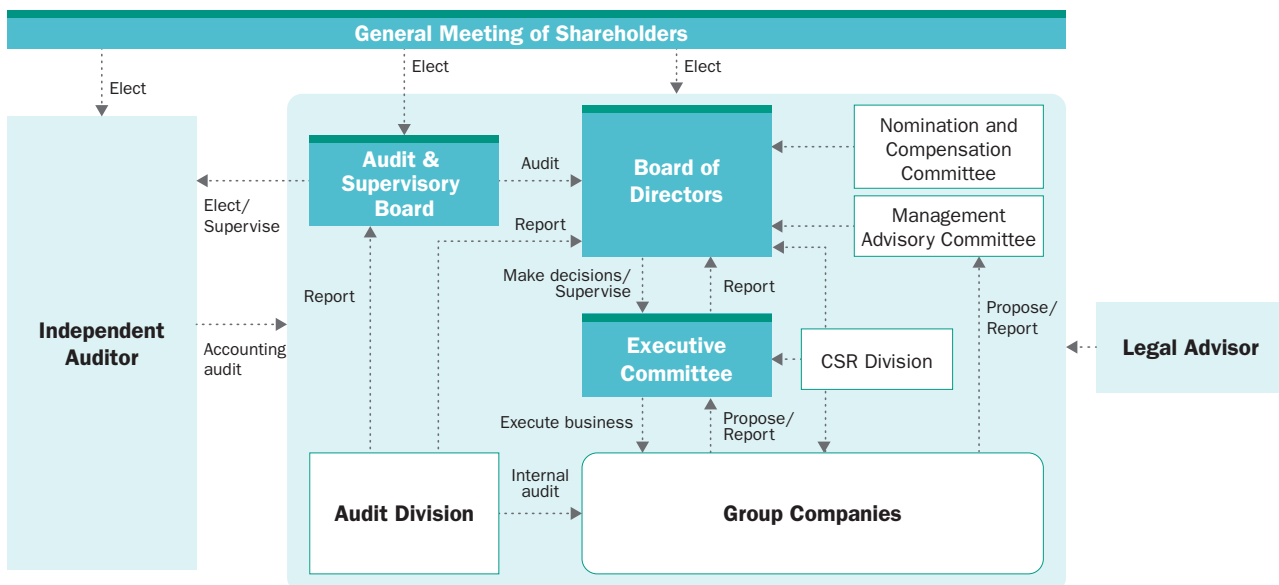 General Meeting of Shareholders
Elect
Elect
Elect
Nomination and
Compensation
Committee
Audit &
Supervisory
Board
Audit
Board of
Directors
Elect/
Supervise
Report
Management
Advisory Committee
Make decisions/
Supervise
Report
Report
Propose/
Report
Independent
Auditor
Accounting
audit
Executive
Committee
CSR Division
Legal Advisor
Execute business
Propose/
Report
Internal
audit
Audit Division
Group Companies